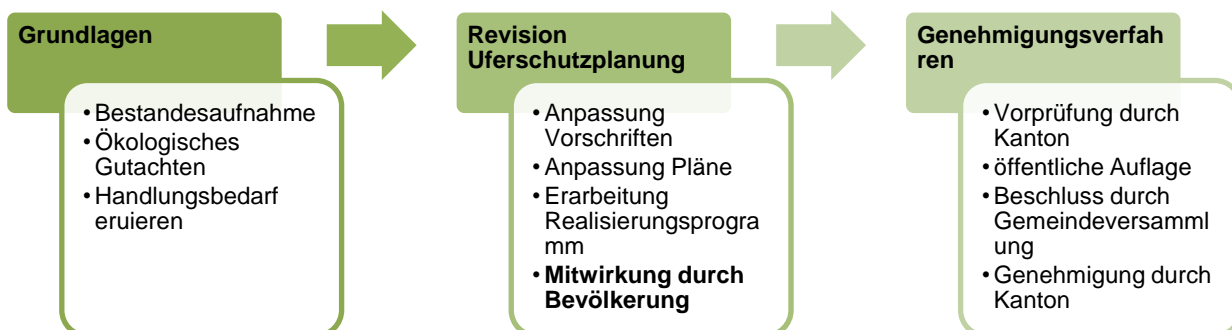 Grundlagen
• Bestandesaufnahme
• Ökologisches
Gutachten
• Handlungsbedarf
eruieren
Revision
Uferschutzplanung
• Anpassung
Vorschriften
• Anpassung Pläne
• Erarbeitung
Realisierungsprogra
mm
• Mitwirkung durch
Bevölkerung
Genehmigungsverfah
ren
• Vorprüfung durch
Kanton
• öffentliche Auflage
• Beschluss durch
Gemeindeversamml
ung
• Genehmigung durch
Kanton